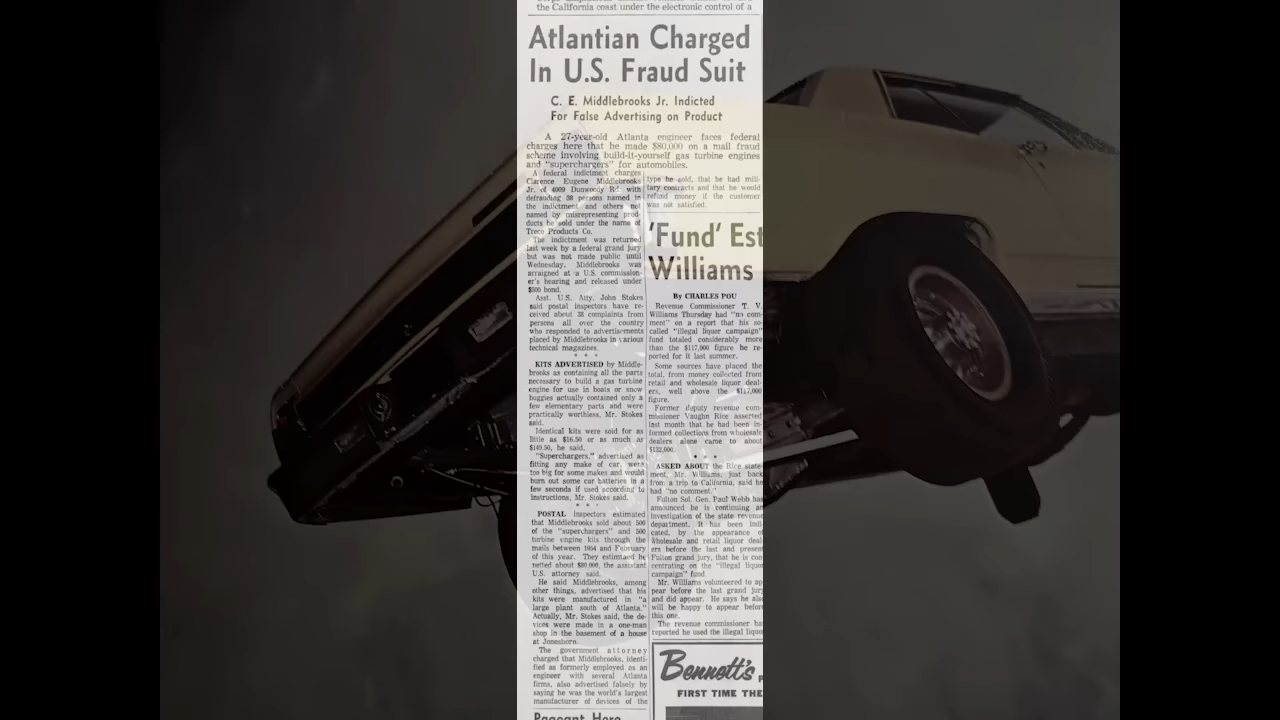 the California coast under the electronic control of a
Atlantian Charged
In U.S. Fraud Suit
C. E. Middlebrooks Jr. Indicted
For False Advertising on Product
A 27-year-old Atlanta engineer faces federal
charges here that he made $80,000 on a mail fraud
scheme involving build-it-yourself gas turbine engines
and "superchargers" for automobiles.
A federal indictment charges
Clarence Eugene Middlebrooks
Jr. of 4009 Dunwoody Rd. with
defrauding 38 persons named in
the indictment and others not
named by misrepresenting prod-
ducts he sold under the name of
Treco Products Co.
The indictment was returned
last week by a federal grand jury
but was not made public until
Wednesday. Middlebrooks was
arraigned at a U.S. commission-
er's hearing and released under
$500 bond.
Asst. U.S. Atty. John Stokes
said postal inspectors have re-
ceived about 38 complaints from
persons all over the country
who responded to advertisements
placed by Middlebrooks in various
technical magazines.
* * *
KITS ADVERTISED by Middle-
brooks as containing all the parts
necessary to build a gas turbine
engine for use in boats or snow
buggies actually contained only a
few elementary parts and were
practically worthless, Mr. Stokes
said.
Identical kits were sold for as
little as $16.50 or as much as
$149.50, he said.
"Superchargers," advertised as
fitting any make of car, were
too big for some makes and would
burn out some car batteries in a
few seconds if used according to
instructions, Mr. Stokes said.
* * *
POSTAL inspectors estimated
that Middlebrooks sold about 500
of the "superchargers" and 500
turbine engine kits through the
mails between 1954 and February
of this year. They estimated he
netted about $80,000, the assistant
U.S. attorney said.
He said Middlebrooks, among
other things, advertised that his
kits were manufactured in "a
large plant south of Atlanta."
Actually, Mr. Stokes said, the de-
vices were made in a one-man
shop in the basement of a house
at Jonesboro.
The government attorney
charged that Middlebrooks, identi-
fied as formerly employed as an
engineer with several Atlanta
firms, also advertised falsely by
saying he was the world's largest
manufacturer of devices of the
type he sold, that he had mili-
tary contracts and that he would
refund money if the customer
was not satisfied.
'Fund' Est
Williams
By CHARLES POU
Revenue Commissioner T. V.
Williams Thursday had "no com-
ment" on a report that his so-
called "illegal liquor campaign"
fund totaled considerably more
than the $117,000 figure he re-
ported for it last summer.
Some sources have placed the
total, from money collected from
retail and wholesale liquor deal-
ers, well above the $117,000
figure.
Former deputy revenue com-
missioner Vaughn Rice asserted
last month that he had been in-
formed collections from wholesale
dealers alone came to about
$132,000.
* * *
ASKED ABOUT the Rice state-
ment, Mr. Williams, just back
from a trip to California, said he
had "no comment."
Fulton Sol. Gen. Paul Webb has
announced he is continuing an
investigation of the state revenue
department. It has been indi-
cated, by the appearance of
wholesale and retail liquor deal-
ers before the last and present
Fulton grand jury, that he is con-
centrating on the "illegal liquor
campaign" fund.
Mr. Williams volunteered to ap-
pear before the last grand jury
and did appear. He says he also
will be happy to appear before
this one.
The revenue commissioner has
reported he used the illegal liquor
Bennett's
FIRST TIME THE
Pageant Here